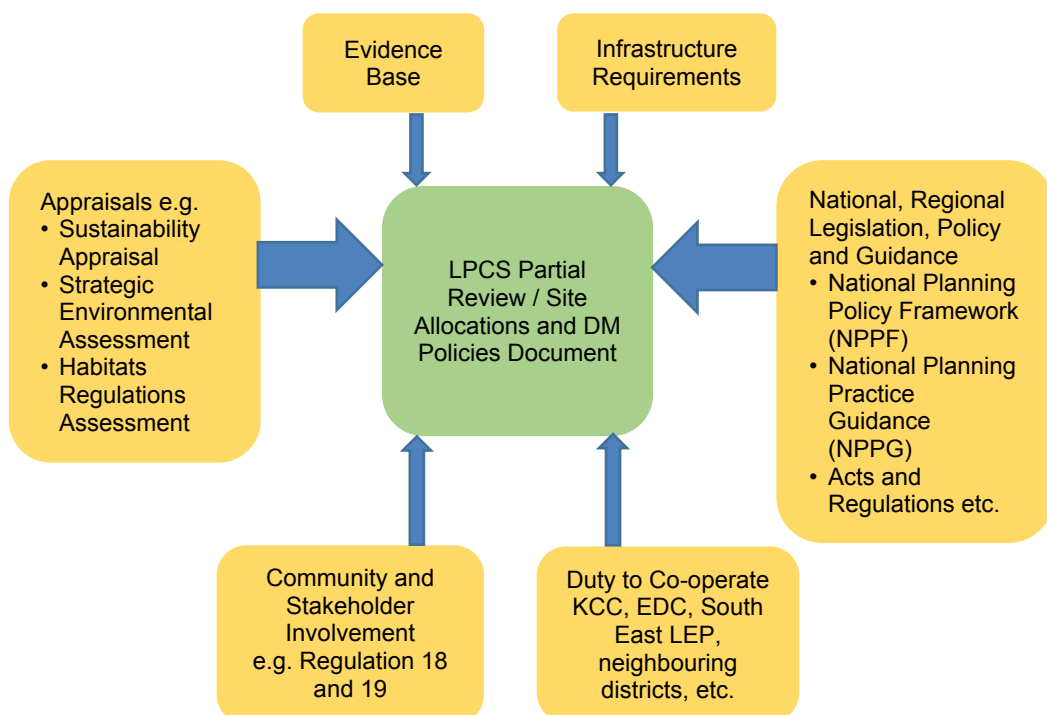 Evidence
Base
Infrastructure
Requirements
Appraisals e.g.
• Sustainability
Appraisal
• Strategic
Environmental
Assessment
• Habitats
Regulations
Assessment
LPCS Partial
Review / Site
Allocations and DM
Policies Document
National, Regional
Legislation, Policy
and Guidance
• National Planning
Policy Framework
(NPPF)
• National Planning
Practice
Guidance
(NPPG)
• Acts and
Regulations etc.
Community and
Stakeholder
Involvement
e.g. Regulation 18
and 19
Duty to Co-operate
KCC, EDC, South
East LEP,
neighbouring
districts, etc.